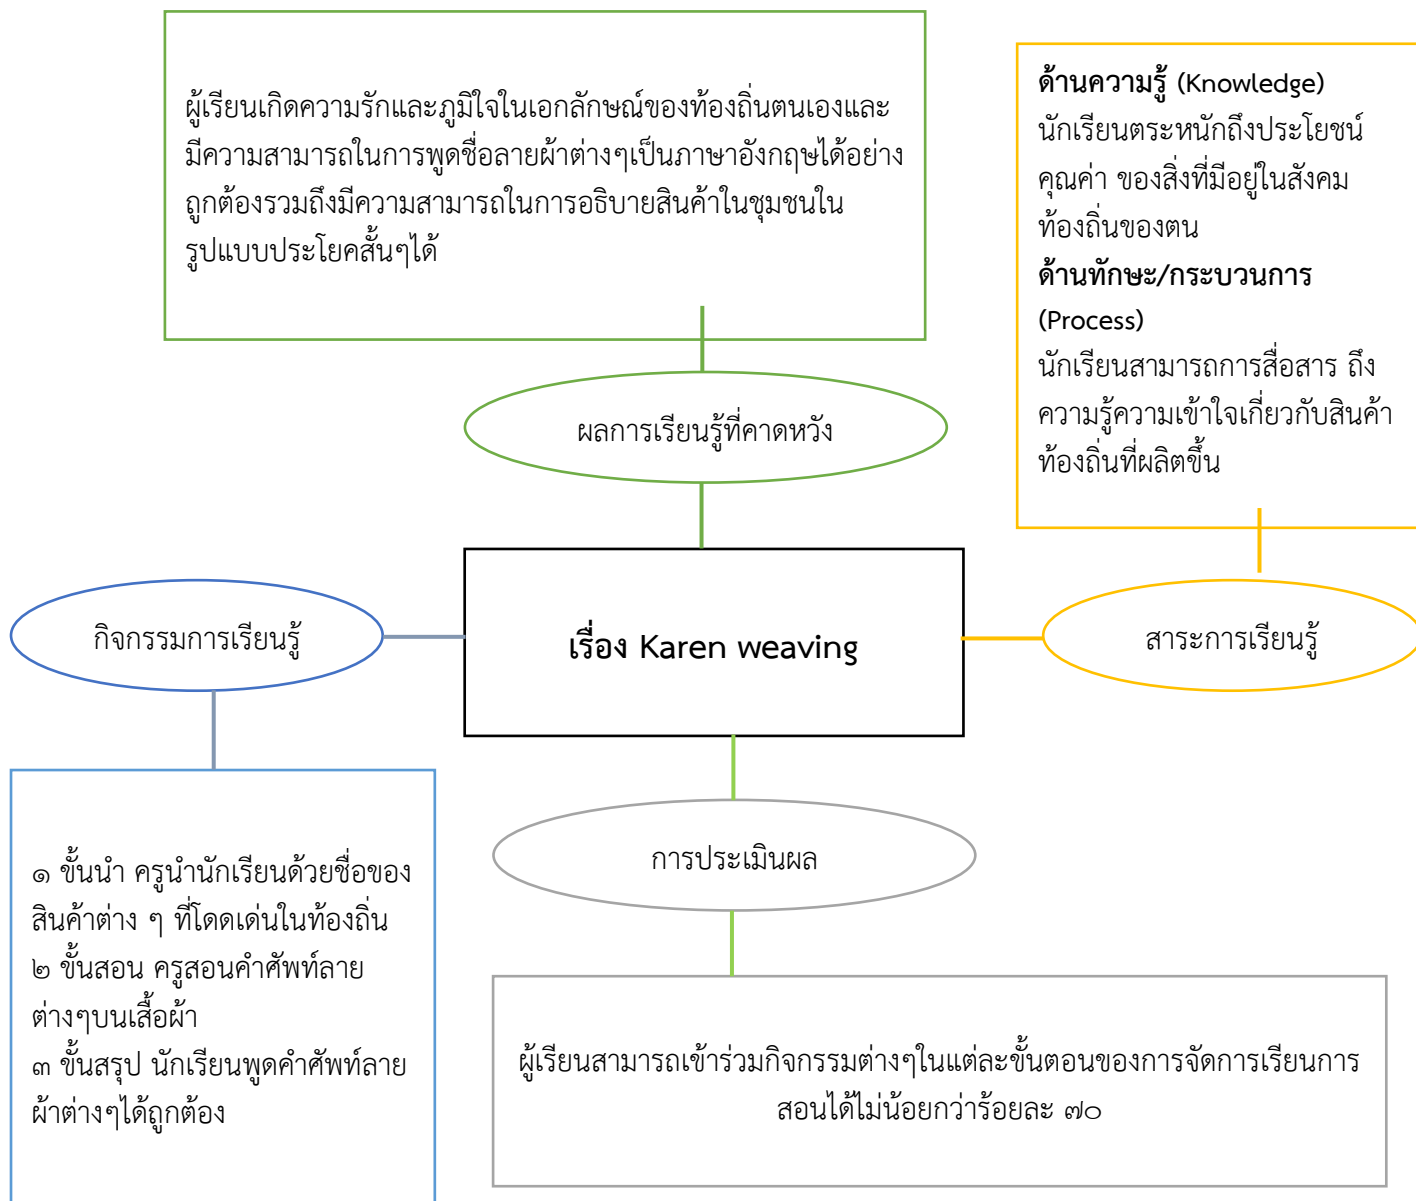 ผู้เรียนเกิดความรักและภูมิใจในเอกลักษณ์ของท้องถิ่นตนเองและ
มีความสามารถในการพูดชื่อลายผ้าต่างๆเป็นภาษาอังกฤษได้อย่าง
ถูกต้องรวมถึงมีความสามารถในการอธิบายสินค้าในชุมชนใน
รูปแบบประโยคสั้นๆได้
ด้านความรู้ (Knowledge)
นักเรียนตระหนักถึงประโยชน์
คุณค่า ของสิ่งที่มีอยู่ในสังคม
ท้องถิ่นของตน
ด้านทักษะ/กระบวนการ
(Process)
นักเรียนสามารถการสื่อสาร ถึง
ความรู้ความเข้าใจเกี่ยวกับสินค้า
ท้องถิ่นที่ผลิตขึ้น
ผลการเรียนรู้ที่คาดหวัง
กิจกรรมการเรียนรู้
เรื่อง Karen weaving
สาระการเรียนรู้
การประเมินผล
๑ ขั้นนำ ครูนำนักเรียนด้วยชื่อของ
สินค้าต่าง ๆ ที่โดดเด่นในท้องถิ่น
๒ ขั้นสอน ครูสอนคำศัพท์ลาย
ต่างๆบนเสื้อผ้า
๓ ขั้นสรุป นักเรียนพูดคำศัพท์ลาย
ผ้าต่างๆได้ถูกต้อง
ผู้เรียนสามารถเข้าร่วมกิจกรรมต่างๆในแต่ละขั้นตอนของการจัดการเรียนการ
สอนได้ไม่น้อยกว่าร้อยละ ๗๐